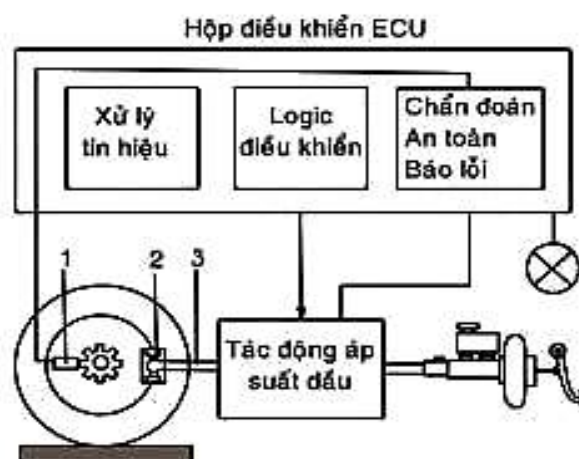 Hộp điều khiển ECU
Xử lý
tín hiệu
Logic
điều khiển
Chẩn đoán
An toàn
Báo lỗi
1
2
3
Tác động áp
suất dầu